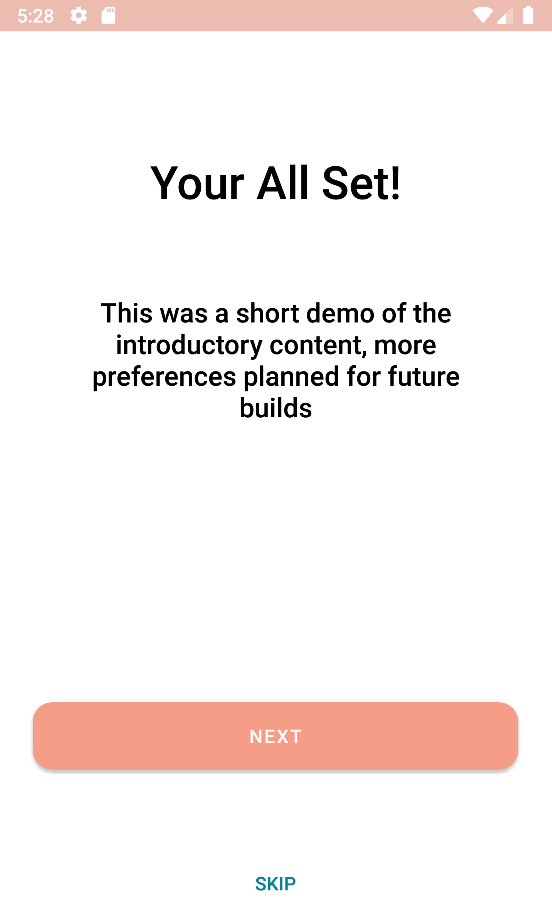 5:28
Your All Set!
This was a short demo of the
introductory content, more
preferences planned for future
builds
NEXT
SKIP